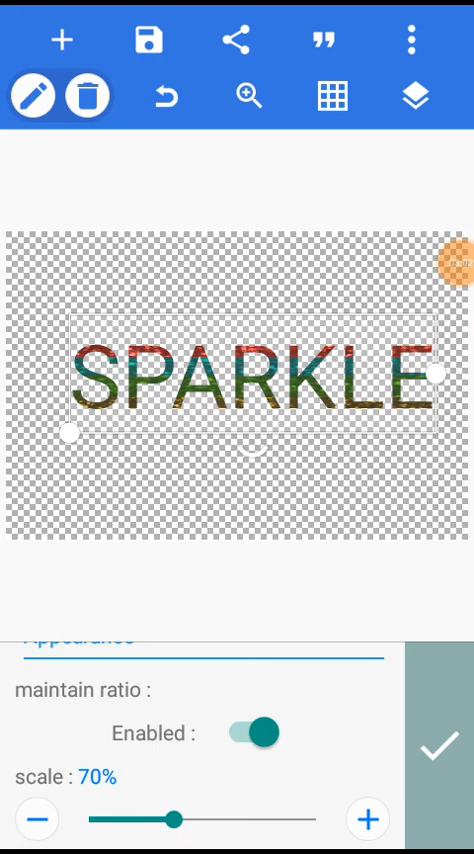 SPARKLE
Appearance
maintain ratio :
Enabled :
scale : 70%